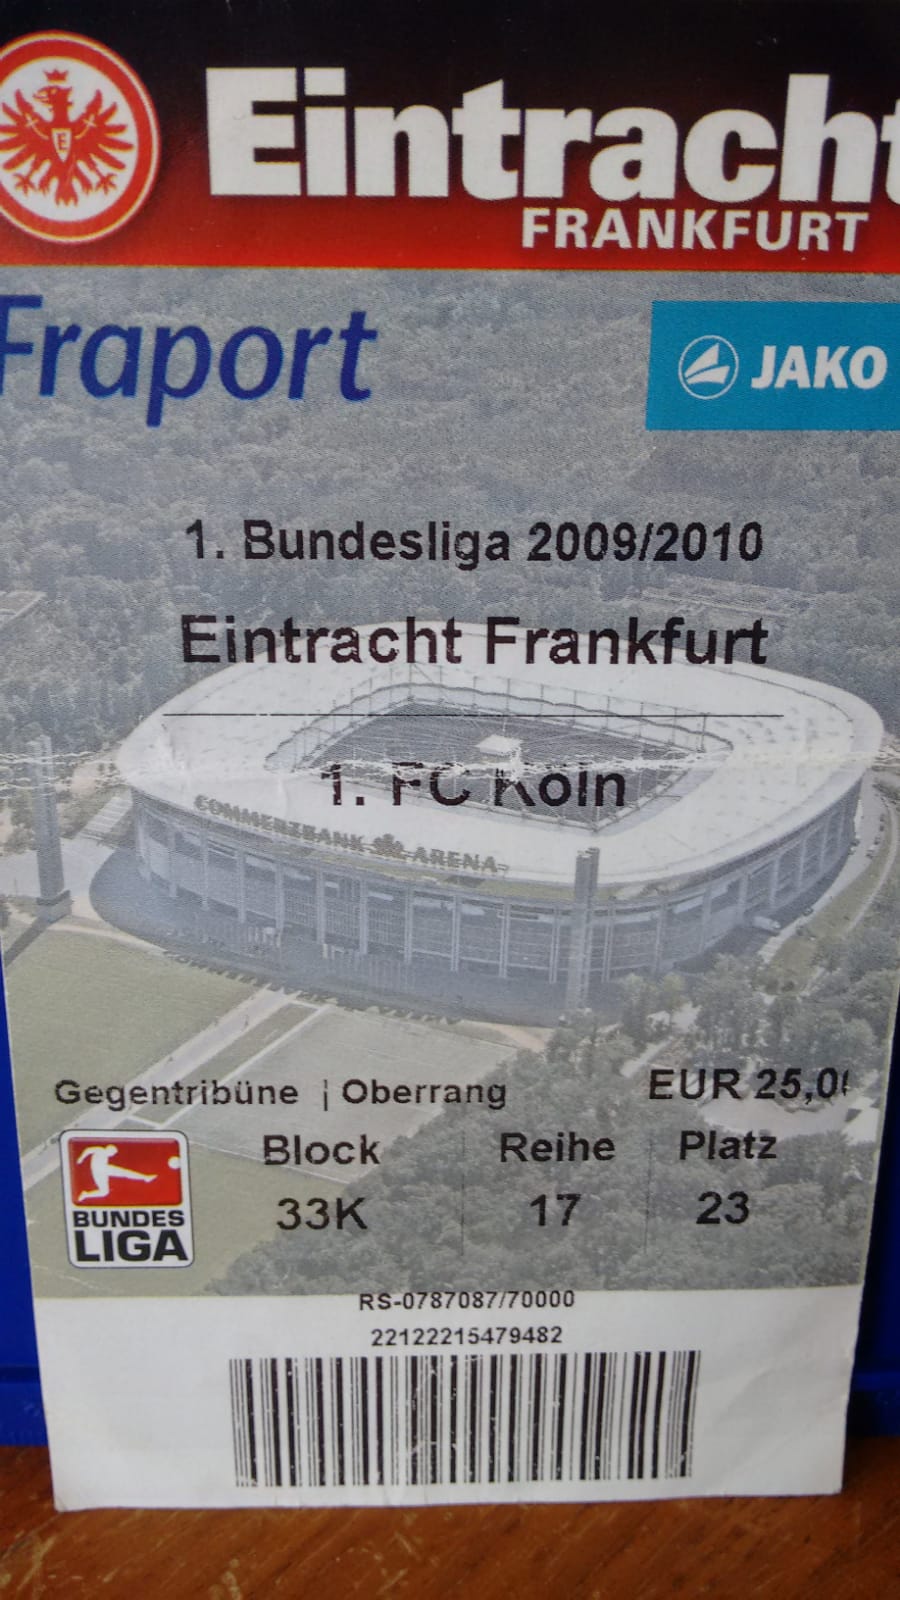 Eintracht
FRANKFURT
Fraport
JAKO
1. Bundesliga 2009/2010
Eintracht Frankfurt
1. FC Köln
COMMERZBANK ARENA
Gegentribüne | Oberrang EUR 25,0
Block Reihe Platz
33K 17 23
BUNDES
LIGA
RS-0787087/70000
22122215479482